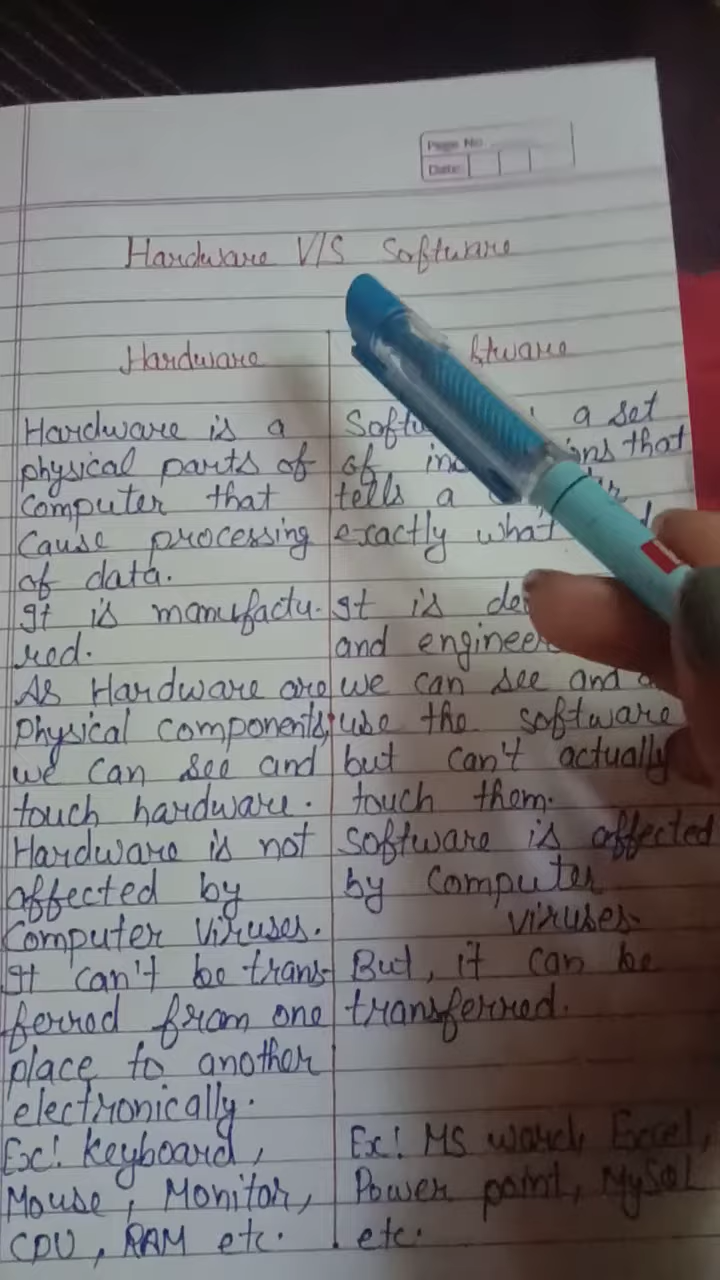 Page No.
Date:
Hardware V/S Software
Hardware
ftware
Hardware is a
physical parts of
computer that
cause processing
of data.
It is manufactu-
red.
As Hardware are
physical components,
we can see and
touch hardware.
Hardware is not
affected by
Computer Viruses.
It can't be trans-
ferred from one
place to another
electronically.
Ex! Keyboard,
Mouse, Monitor,
CPU, RAM etc.
a set
of that
tells a
exactly what
It is
and
we can see and
use the software
but can't actually
touch them.
Software is affected
by Computer
viruses.
But, it can be
transferred.
Ex! MS word, Excel,
Power point, MySQL
etc.